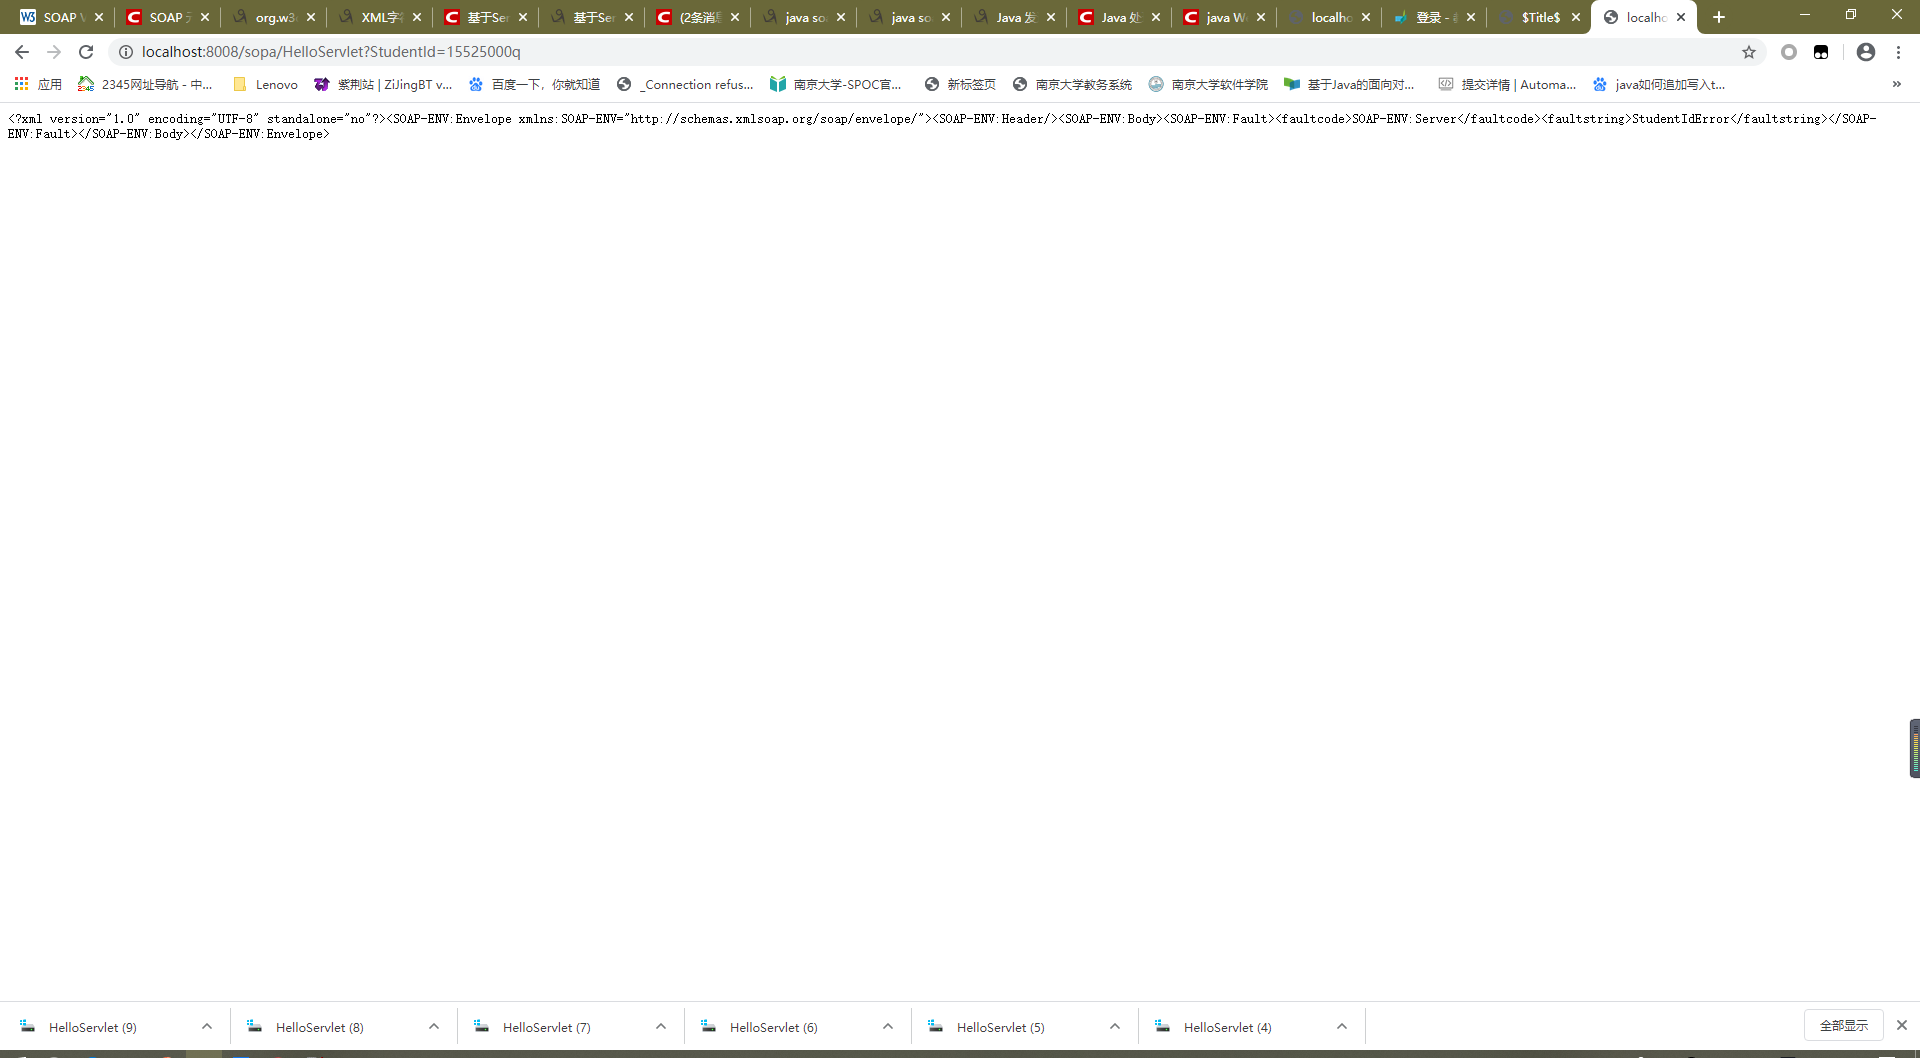 SOAP
SOAP
org.w3
XML字
基于Ser
基于Ser
(2条消
java so
java so
Java 发
Java 处
java W
localho
登录 -
$Title$
localho
localhost:8008/sopa/HelloServlet?StudentId=15525000q
应用
2345网址导航 - 中...
Lenovo
紫荆站 | ZiJingBT v...
百度一下，你就知道
_Connection refus...
南京大学-SPOC官...
新标签页
南京大学教务系统
南京大学软件学院
基于Java的面向对...
提交详情 | Automa...
java如何追加写入t...
<?xml version="1.0" encoding="UTF-8" standalone="no"?><SOAP-ENV:Envelope xmlns:SOAP-ENV="http://schemas.xmlsoap.org/soap/envelope/"><SOAP-ENV:Header/><SOAP-ENV:Body><SOAP-ENV:Fault><faultcode>SOAP-ENV:Server</faultcode><faultstring>StudentIdError</faultstring></SOAP-
ENV:Fault></SOAP-ENV:Body></SOAP-ENV:Envelope>
HelloServlet (9)
HelloServlet (8)
HelloServlet (7)
HelloServlet (6)
HelloServlet (5)
HelloServlet (4)
全部显示